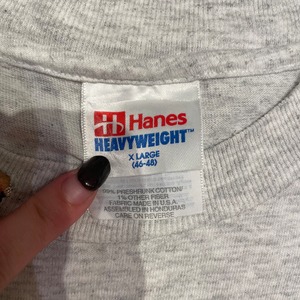 Hanes
HEAVYWEIGHT™
X LARGE
(46-48)
99% PRESHRUNK COTTON/
1% OTHER FIBER
FABRIC MADE IN U.S.A.
ASSEMBLED IN HONDURAS
CARE ON REVERSE